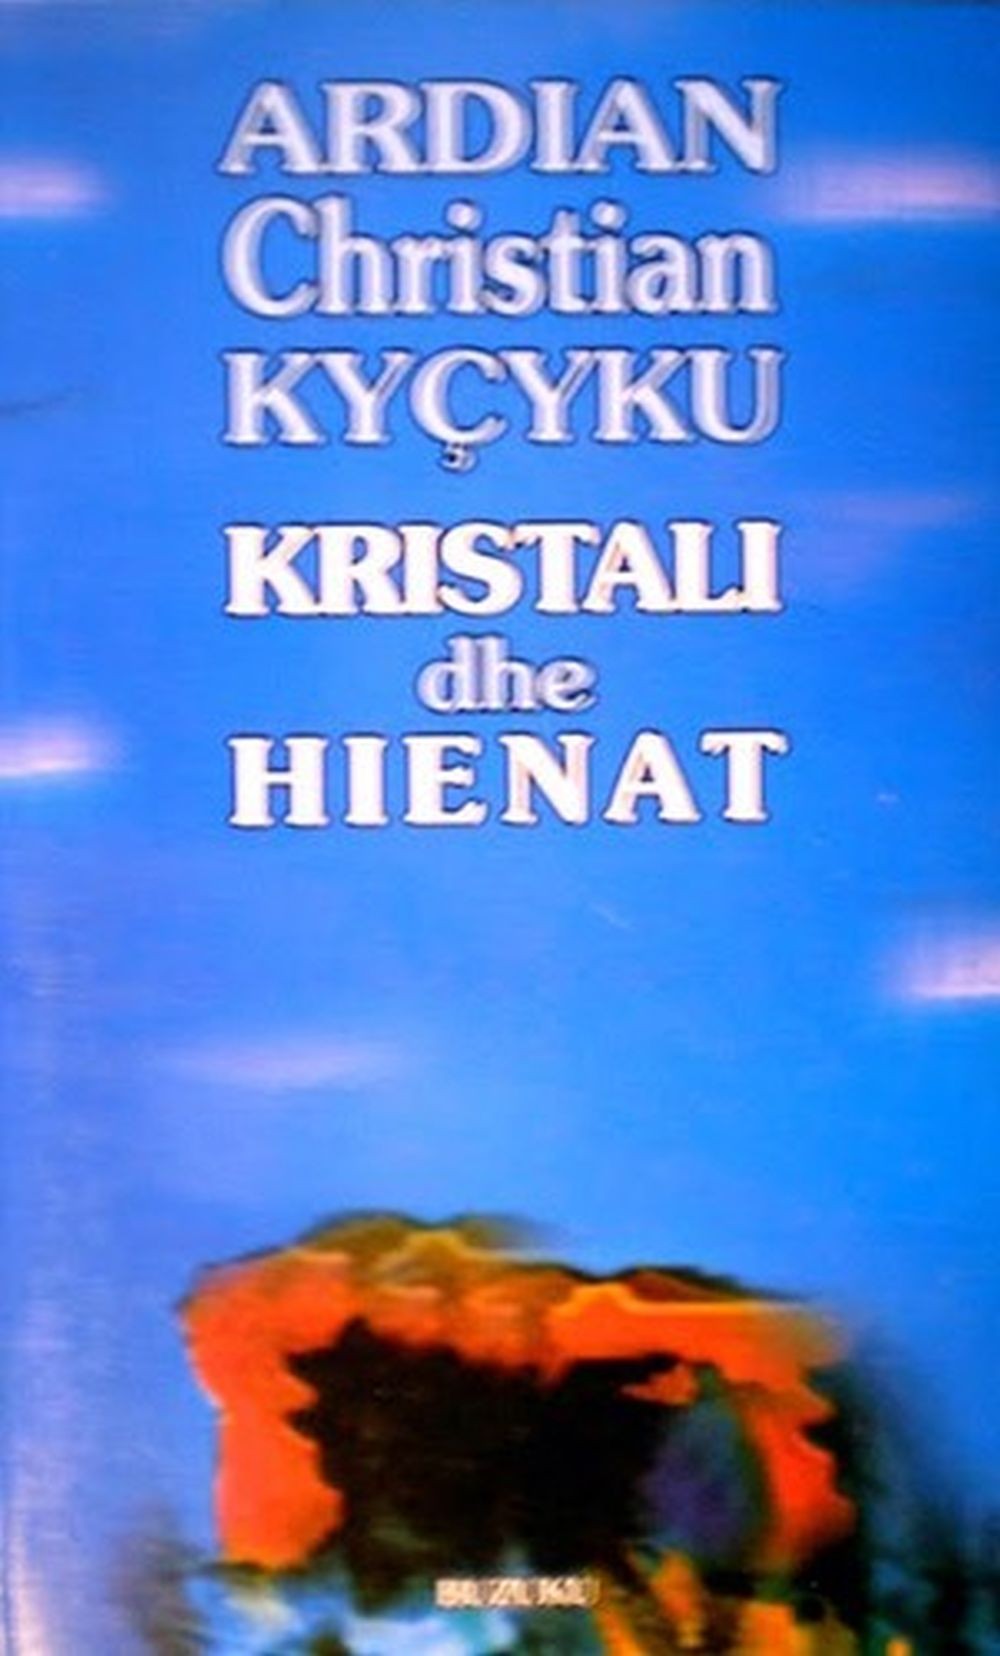 ARDIAN
Christian
KYÇYKU
KRISTALI
dhe
HIENAT